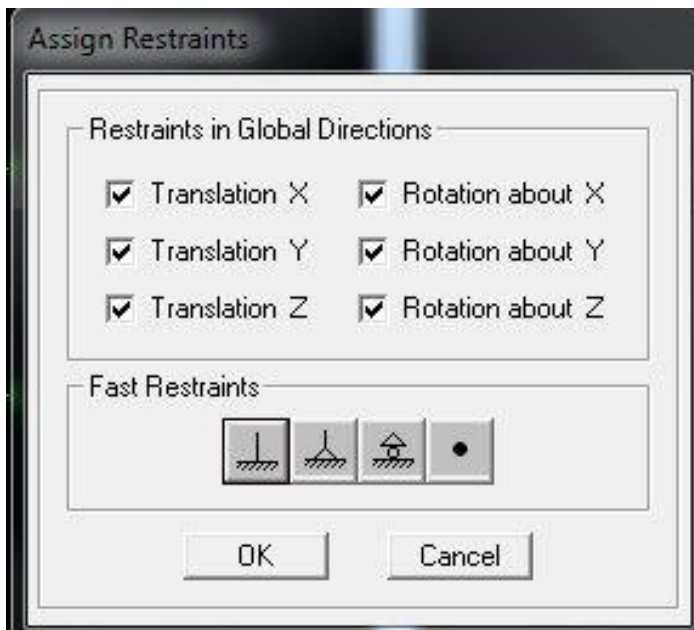 Assign Restraints
Restraints in Global Directions
Translation X Rotation about X
Translation Y Rotation about Y
Translation Z Rotation about Z
Fast Restraints
OK Cancel